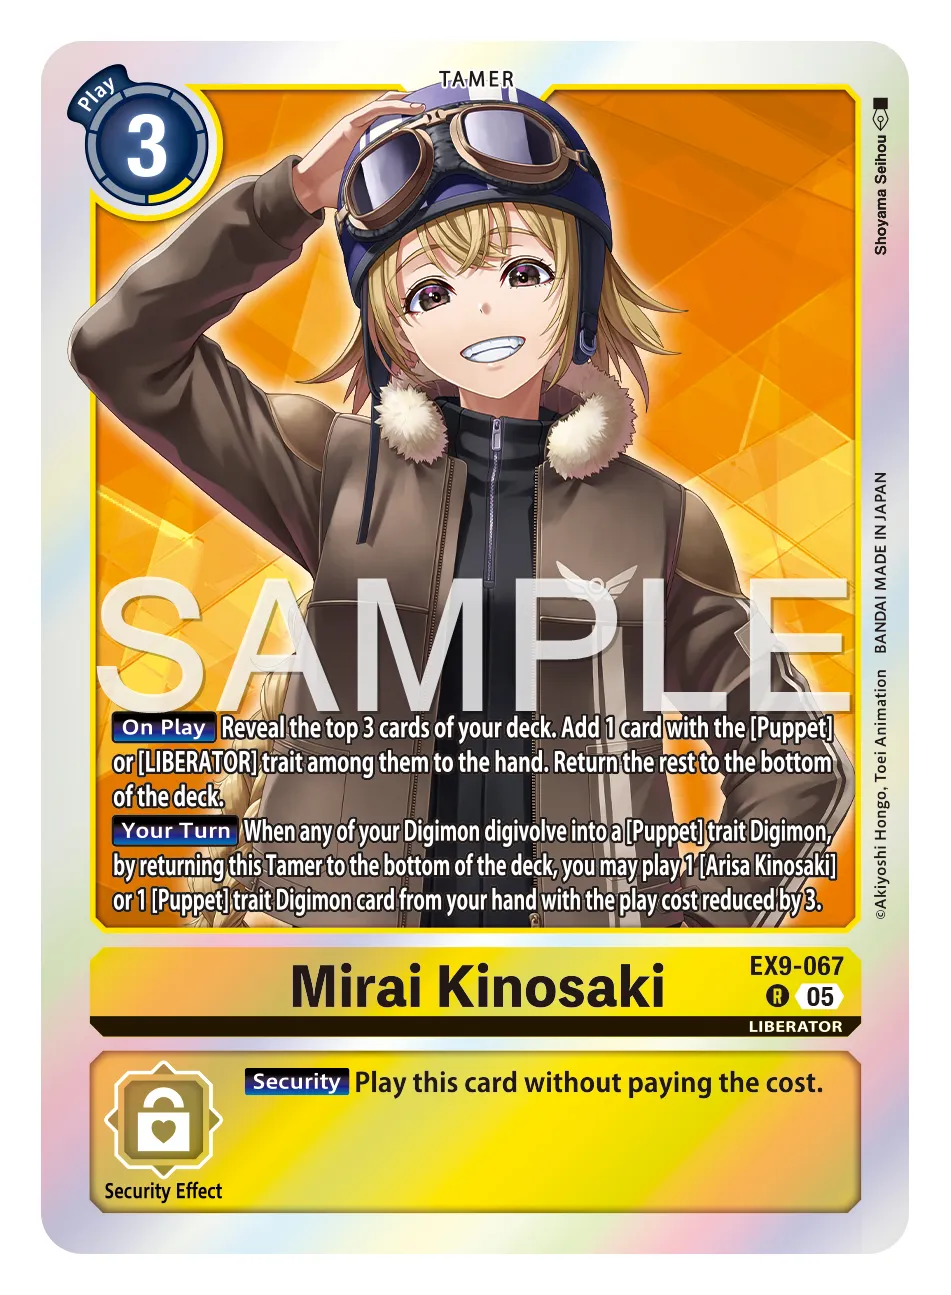 TAMER
Play
3
Shoyama Seihou
©Akiyoshi Hongo, Toei Animation BANDAI MADE IN JAPAN
SAMPLE
On Play Reveal the top 3 cards of your deck. Add 1 card with the [Puppet]
or [LIBERATOR] trait among them to the hand. Return the rest to the bottom
of the deck.
Your Turn When any of your Digimon digivolve into a [Puppet] trait Digimon,
by returning this Tamer to the bottom of the deck, you may play 1 [Arisa Kinosaki]
or 1 [Puppet] trait Digimon card from your hand with the play cost reduced by 3.
Mirai Kinosaki
EX9-067
R 05
LIBERATOR
Security Play this card without paying the cost.
Security Effect